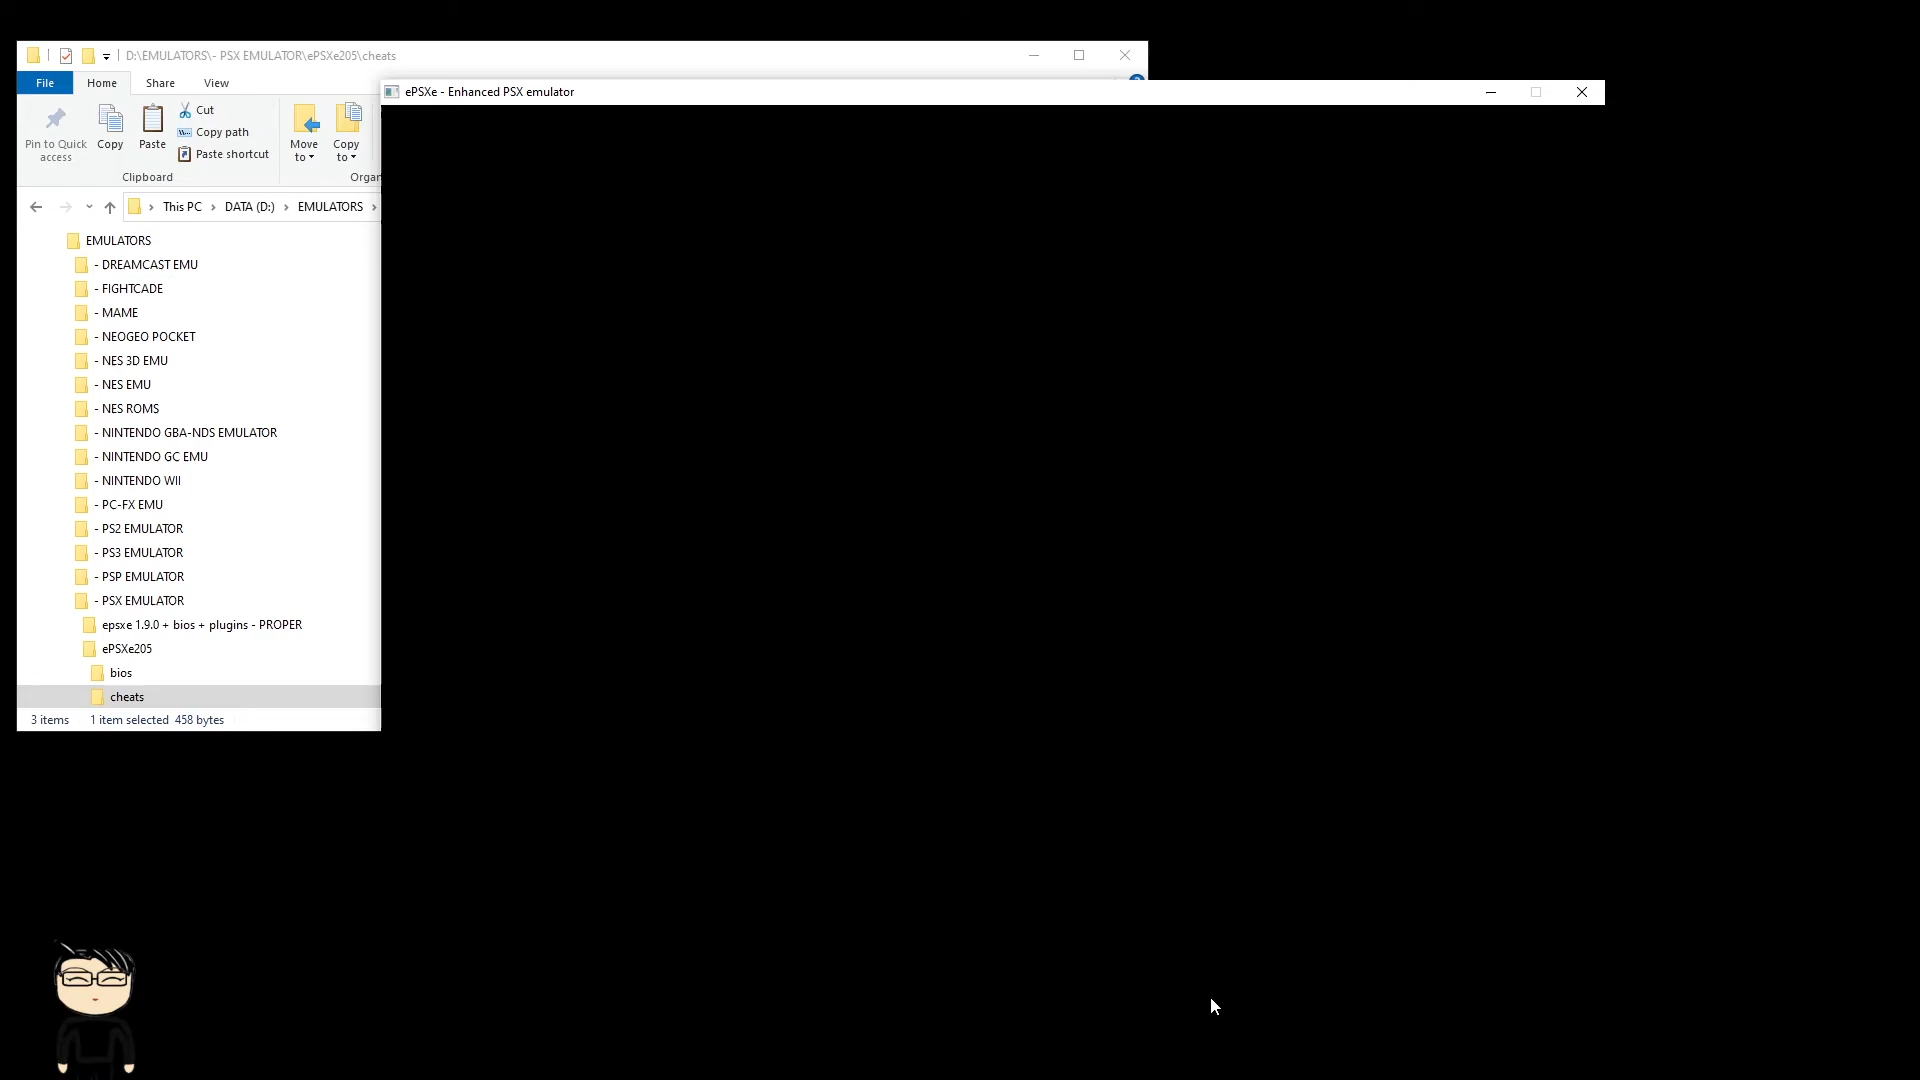 D:\EMULATORS\- PSX EMULATOR\ePSXe205\cheats
File Home Share View
ePSXe - Enhanced PSX emulator
Pin to Quick access
Copy
Paste
Cut
Copy path
Paste shortcut
Move to
Copy to
Clipboard
Organ
This PC › DATA (D:) › EMULATORS ›
EMULATORS
- DREAMCAST EMU
- FIGHTCADE
- MAME
- NEOGEO POCKET
- NES 3D EMU
- NES EMU
- NES ROMS
- NINTENDO GBA-NDS EMULATOR
- NINTENDO GC EMU
- NINTENDO WII
- PC-FX EMU
- PS2 EMULATOR
- PS3 EMULATOR
- PSP EMULATOR
- PSX EMULATOR
epsxe 1.9.0 + bios + plugins - PROPER
ePSXe205
bios
cheats
3 items 1 item selected 458 bytes